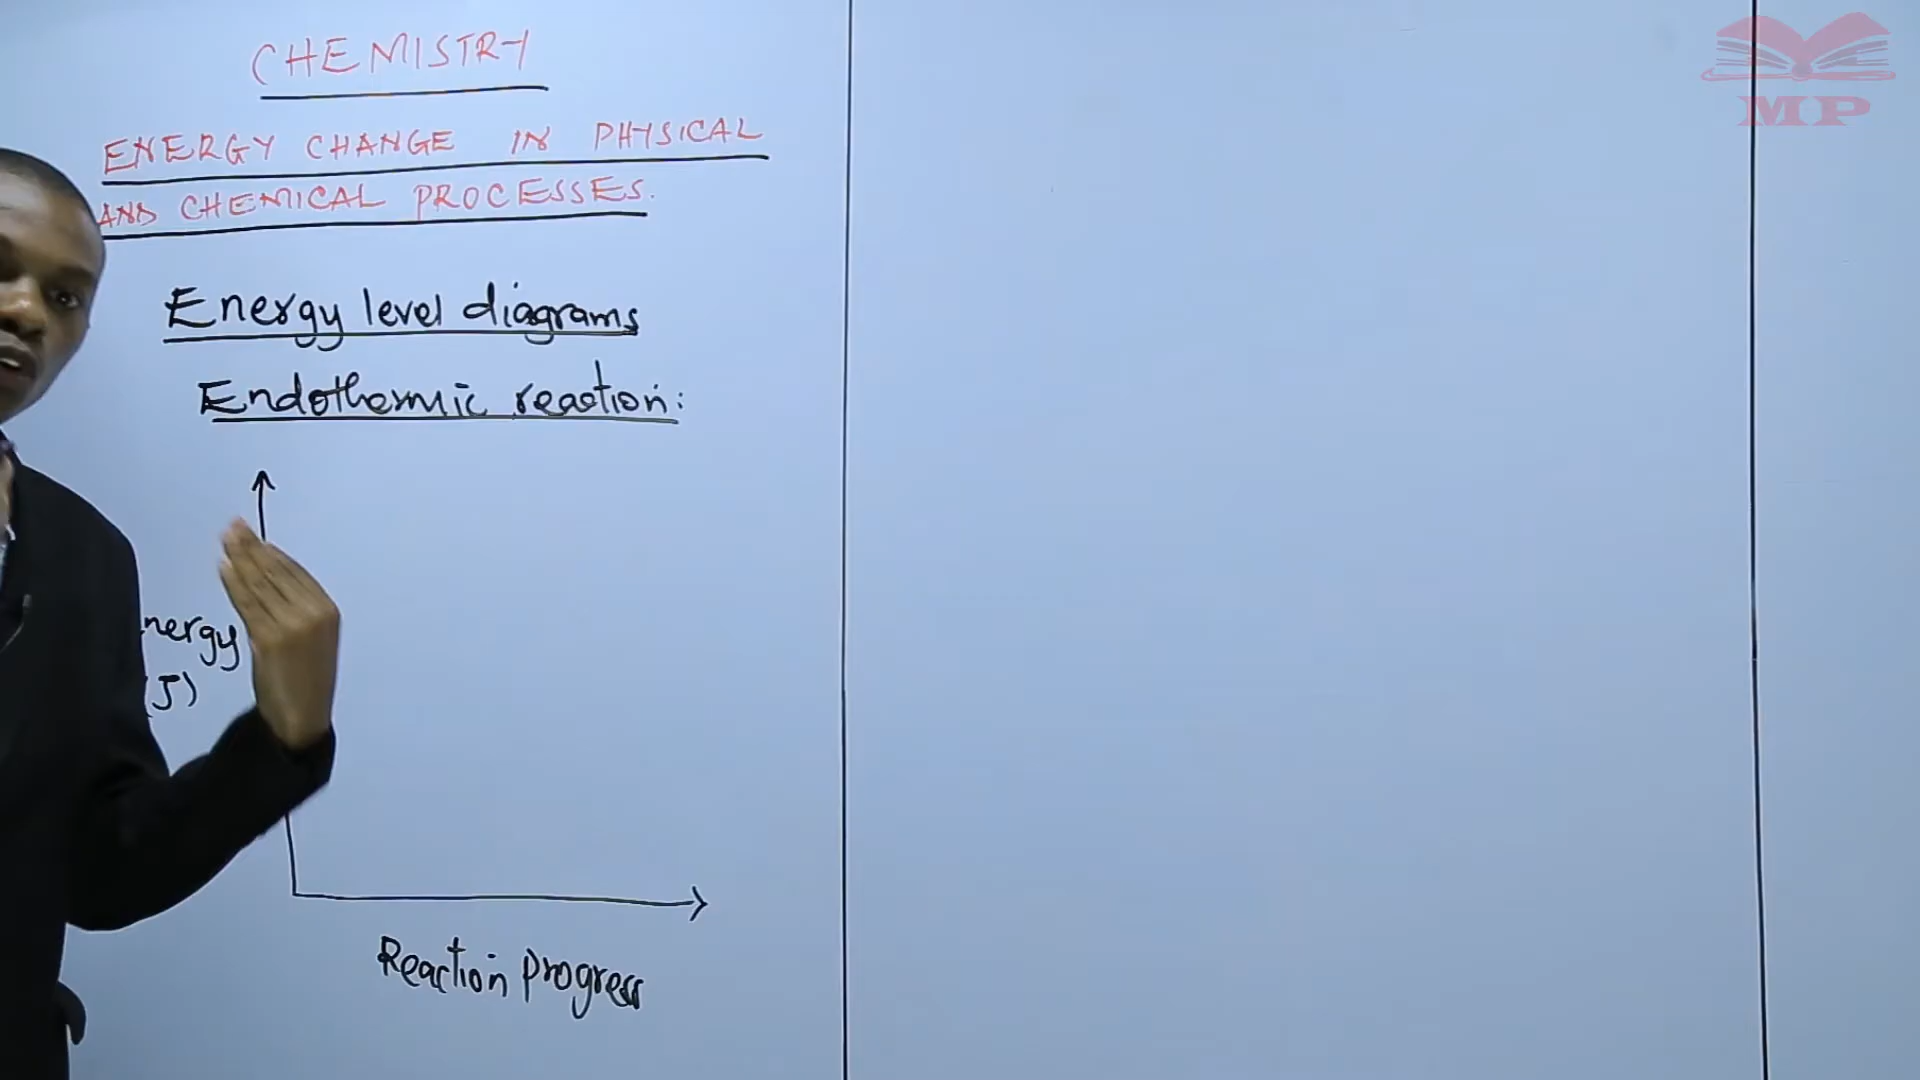 CHEMISTRY
ENERGY CHANGE IN PHYSICAL
AND CHEMICAL PROCESSES.
Energy level diagrams
Endothermic reaction:
nergy
(J)
Reaction progress
MP